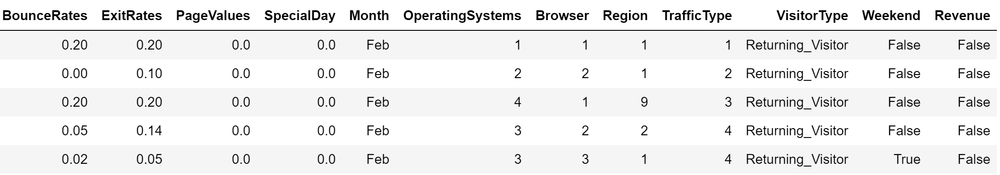 BounceRates ExitRates PageValues SpecialDay Month OperatingSystems Browser Region TrafficType VisitorType Weekend Revenue
0.20 0.20 0.0 0.0 Feb 1 1 1 1 Returning_Visitor False False
0.00 0.10 0.0 0.0 Feb 2 2 1 2 Returning_Visitor False False
0.20 0.20 0.0 0.0 Feb 4 1 9 3 Returning_Visitor False False
0.05 0.14 0.0 0.0 Feb 3 2 2 4 Returning_Visitor False False
0.02 0.05 0.0 0.0 Feb 3 3 1 4 Returning_Visitor True False